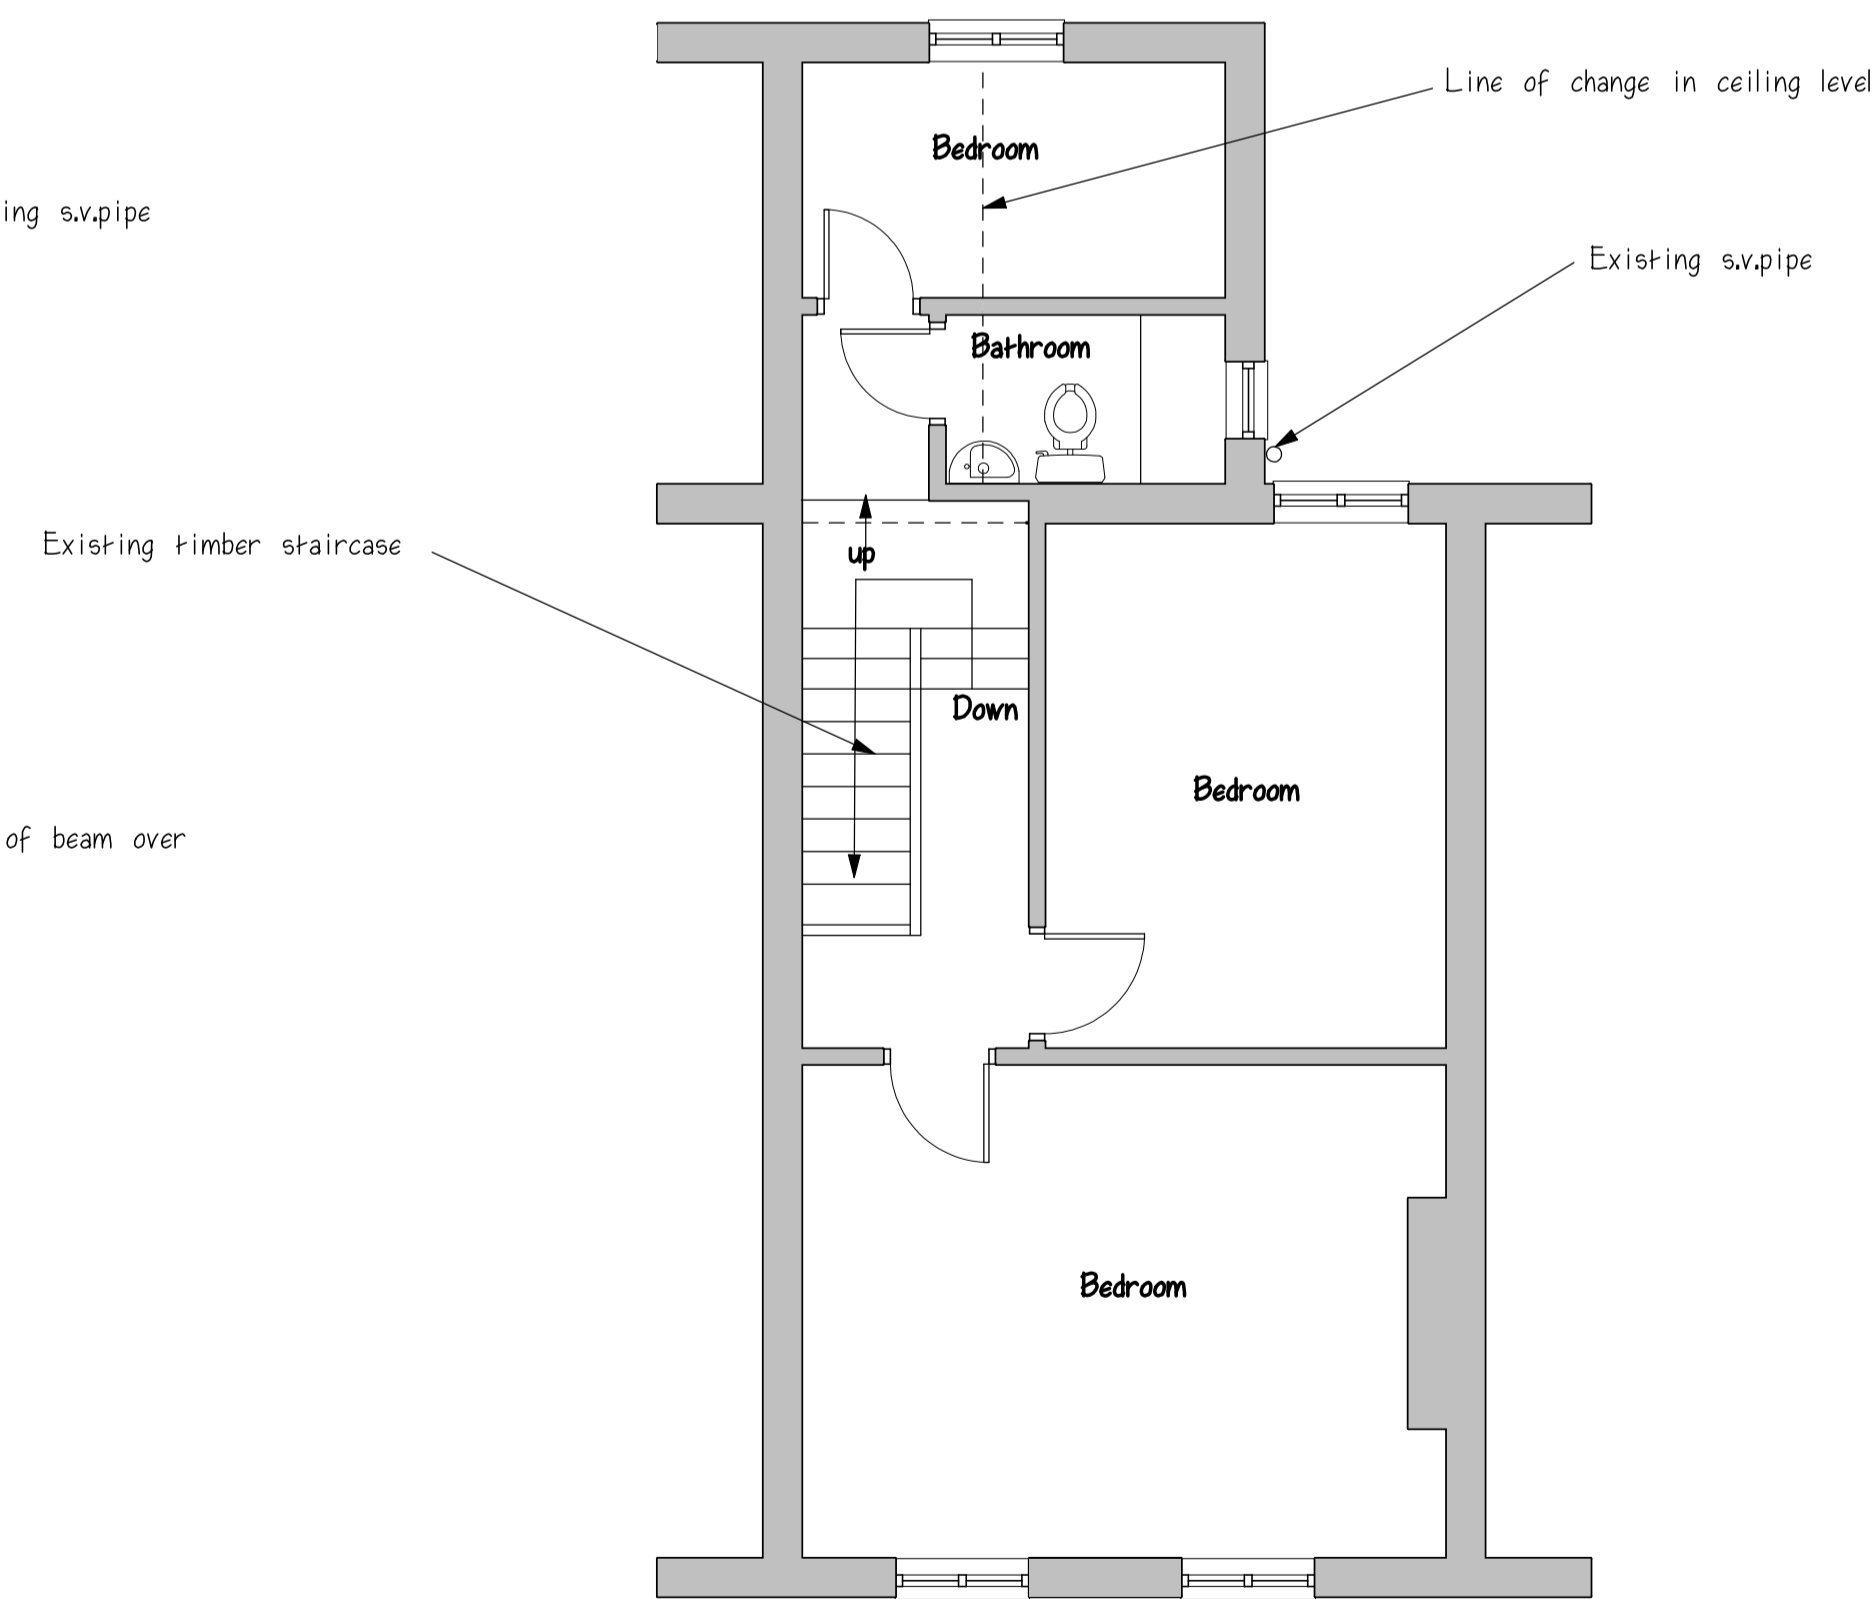 Line of change in ceiling level
Bedroom
ing s.v.pipe
Existing s.v.pipe
Bathroom
Existing timber staircase
up
Down
Bedroom
of beam over
Bedroom